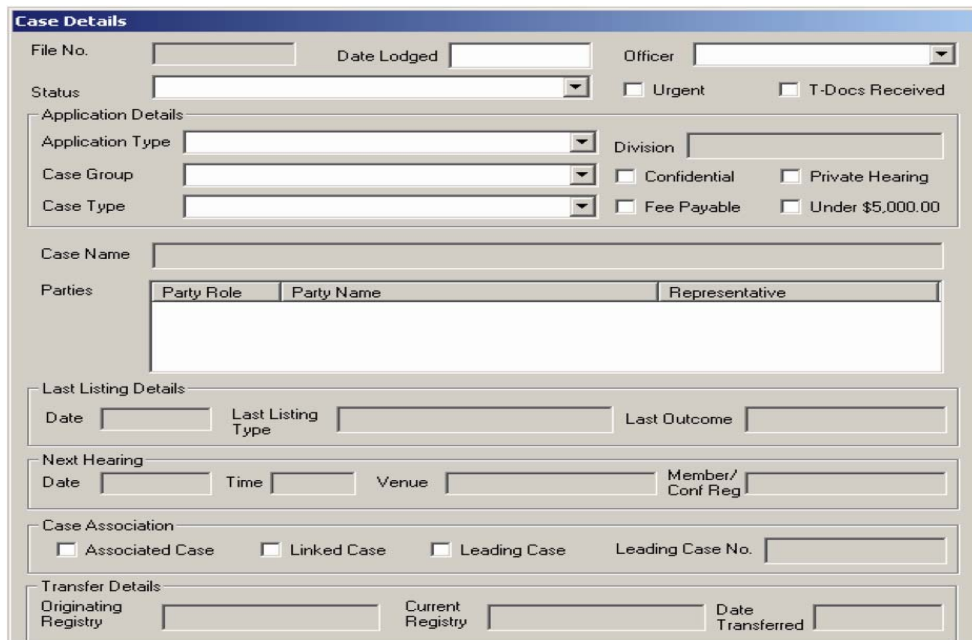 Case Details
File No. Date Lodged Officer
Status Urgent T-Docs Received
Application Details
Application Type Division
Case Group Confidential Private Hearing
Case Type Fee Payable Under $5,000.00
Case Name
Parties Party Role Party Name Representative
Last Listing Details
Date Last Listing Type Last Outcome
Next Hearing
Date Time Venue Member/ Conf Reg
Case Association
Associated Case Linked Case Leading Case Leading Case No.
Transfer Details
Originating Registry Current Registry Date Transferred